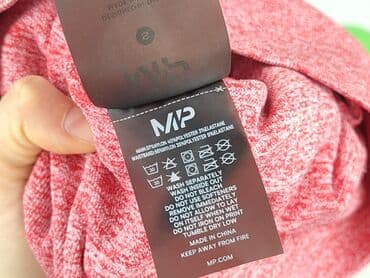 S
MP
WASH SEPARATELY
WASH INSIDE OUT
DO NOT BLEACH
DO NOT USE SOFTENERS
REMOVE IMMEDIATELY
DO NOT ALLOW TO LAY
ON ITSELF WHEN WET
DO NOT IRON ON PRINT
TUMBLE DRY LOW
MADE IN CHINA
KEEP AWAY FROM FIRE
MP.COM